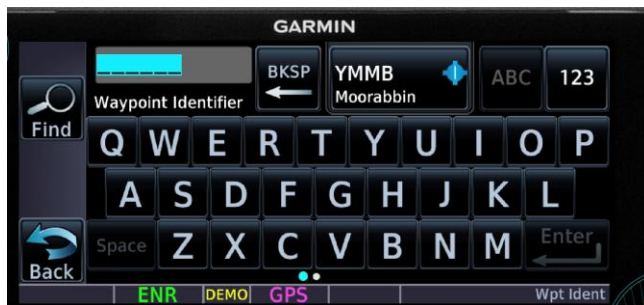 GARMIN
BKSP YMMB ABC 123
Waypoint Identifier Moorabbin
Find
Q W E R T Y U I O P
A S D F G H J K L
Space Z X C V B N M Enter
Back
ENR DEMO GPS Wpt Ident